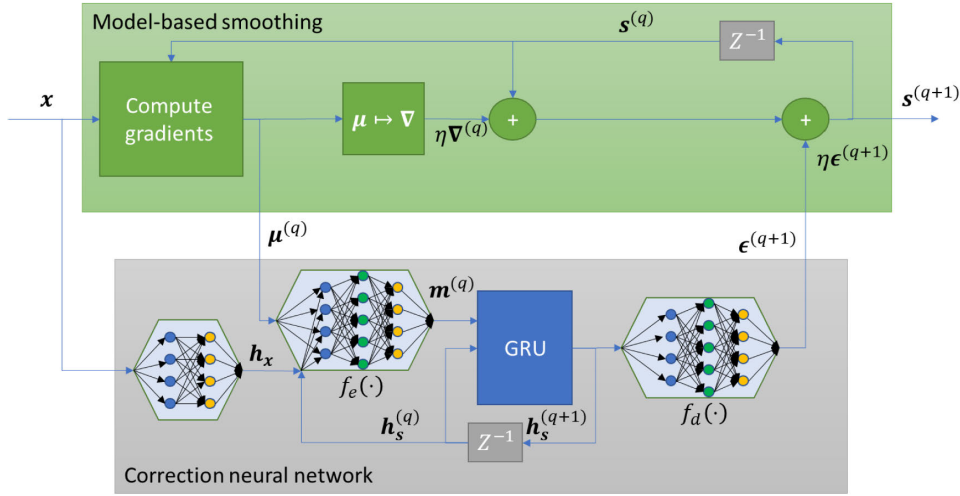 Model-based smoothing
𝒔^(q)
Z⁻¹
𝒙
Compute
gradients
𝝁 ↦ 𝛁
+
+
𝒔^(q+1)
η𝛁^(q)
η𝝐^(q+1)
𝝁^(q)
𝝐^(q+1)
𝒎^(q)
GRU
𝒉_𝒙
f_e(·)
f_d(·)
𝒉_𝒔^(q)
𝒉_𝒔^(q+1)
Z⁻¹
Correction neural network